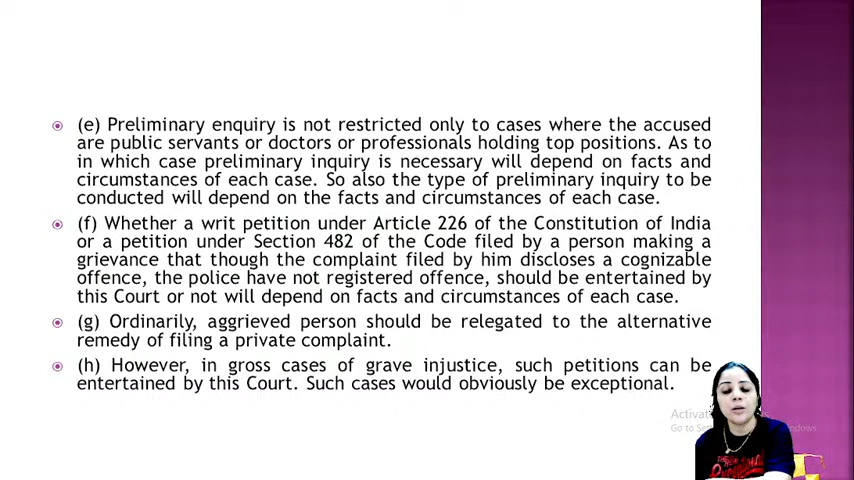 (e) Preliminary enquiry is not restricted only to cases where the accused
are public servants or doctors or professionals holding top positions. As to
in which case preliminary inquiry is necessary will depend on facts and
circumstances of each case. So also the type of preliminary inquiry to be
conducted will depend on the facts and circumstances of each case.
(f) Whether a writ petition under Article 226 of the Constitution of India
or a petition under Section 482 of the Code filed by a person making a
grievance that though the complaint filed by him discloses a cognizable
offence, the police have not registered offence, should be entertained by
this Court or not will depend on facts and circumstances of each case.
(g) Ordinarily, aggrieved person should be relegated to the alternative
remedy of filing a private complaint.
(h) However, in gross cases of grave injustice, such petitions can be
entertained by this Court. Such cases would obviously be exceptional.
Go to